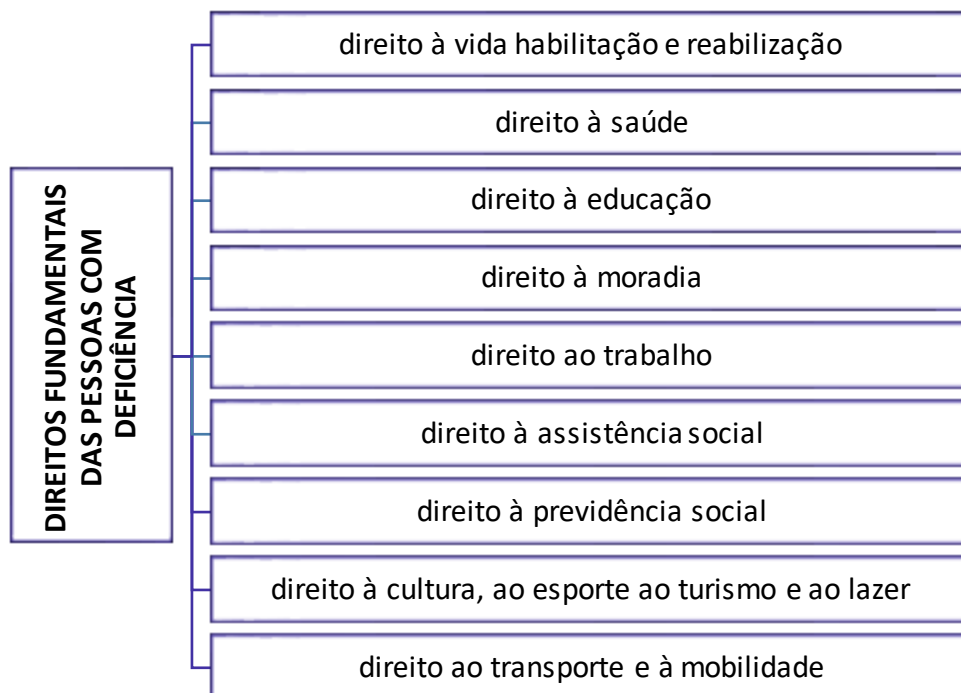 DIREITOS FUNDAMENTAIS
DAS PESSOAS COM
DEFICIÊNCIA
direito à vida habilitação e reabilização
direito à saúde
direito à educação
direito à moradia
direito ao trabalho
direito à assistência social
direito à previdência social
direito à cultura, ao esporte ao turismo e ao lazer
direito ao transporte e à mobilidade